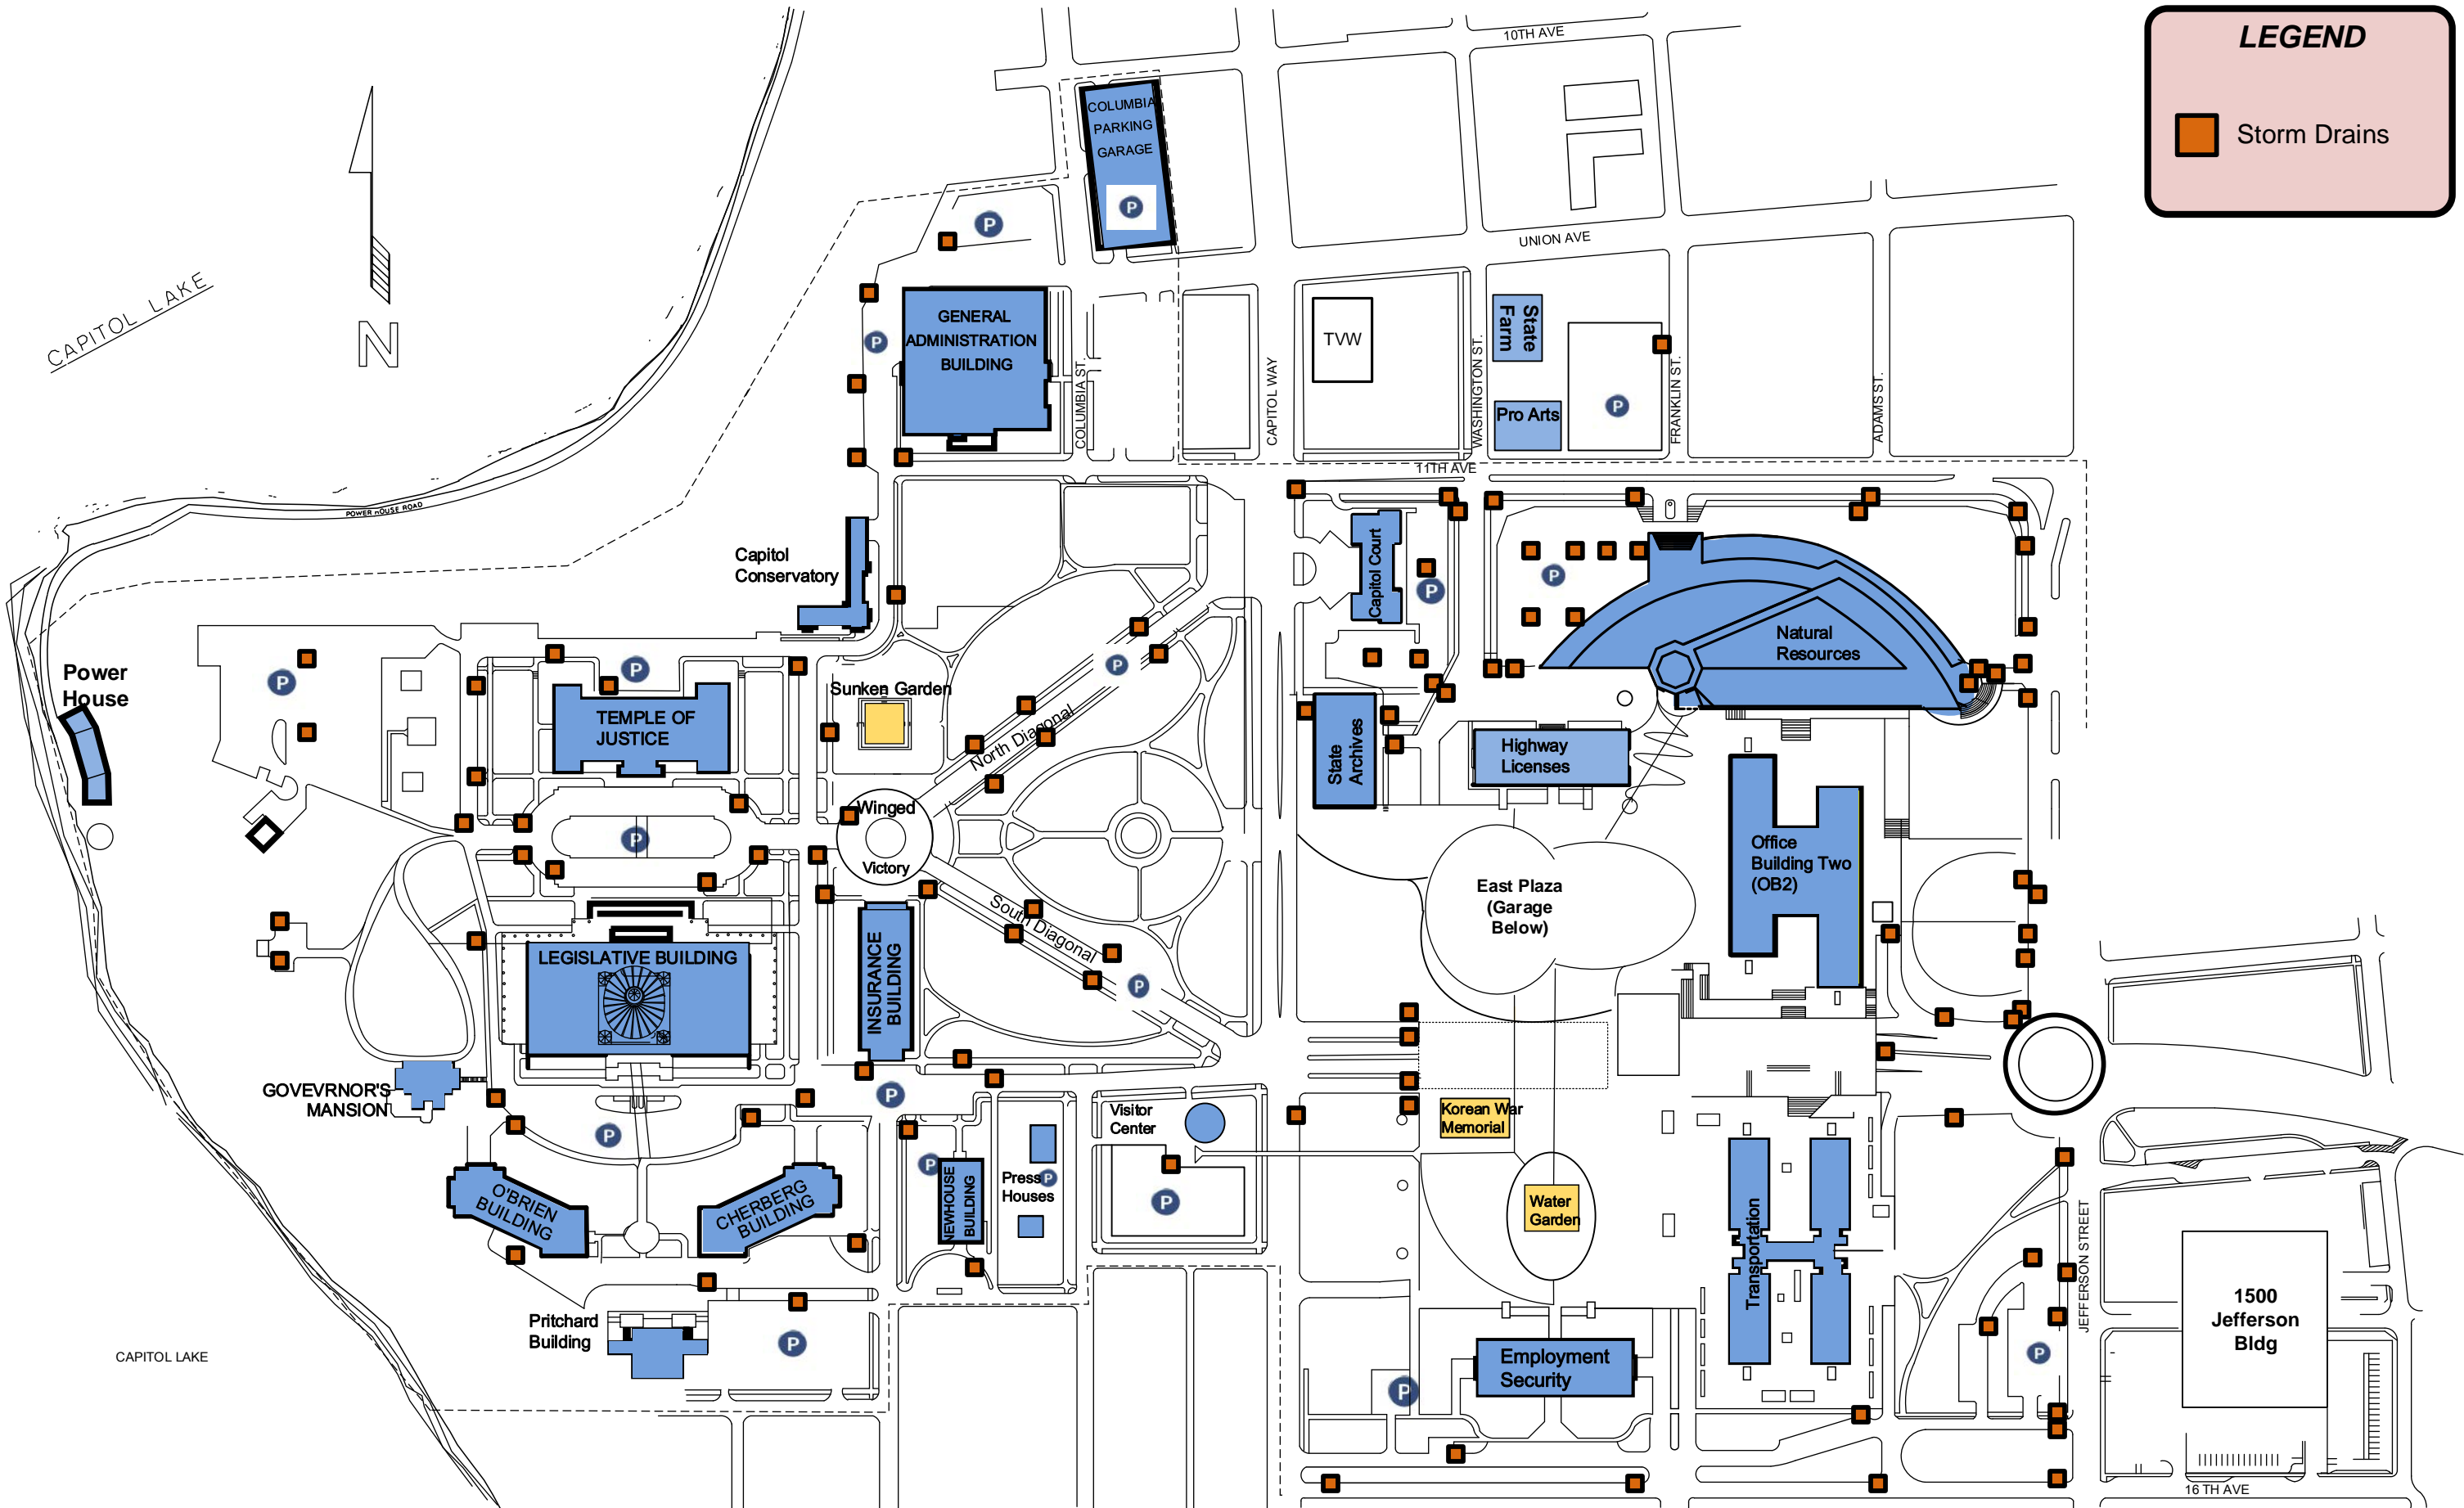 LEGEND
Storm Drains
10TH AVE
COLUMBIA
PARKING
GARAGE
P
P
UNION AVE
CAPITOL LAKE
N
GENERAL
ADMINISTRATION
BUILDING
P
COLUMBIA ST.
CAPITOL WAY
TVW
WASHINGTON ST.
State
Farm
Pro Arts
P
FRANKLIN ST.
ADAMS ST.
11TH AVE
POWER HOUSE ROAD
Capitol
Conservatory
Capitol Court
P
P
Natural
Resources
Power
House
P
P
TEMPLE OF
JUSTICE
Sunken Garden
P
North Diagonal
State
Archives
Highway
Licenses
Winged
Victory
P
Office
Building Two
(OB2)
East Plaza
(Garage
Below)
South Diagonal
P
LEGISLATIVE BUILDING
INSURANCE
BUILDING
GOVEVRNOR'S
MANSION
P
P
Visitor
Center
Korean War
Memorial
O'BRIEN
BUILDING
CHERBERG
BUILDING
P
NEWHOUSE
BUILDING
Press
Houses
P
P
Water
Garden
Transportation
JEFFERSON STREET
1500
Jefferson
Bldg
Pritchard
Building
P
CAPITOL LAKE
Employment
Security
P
P
16 TH AVE